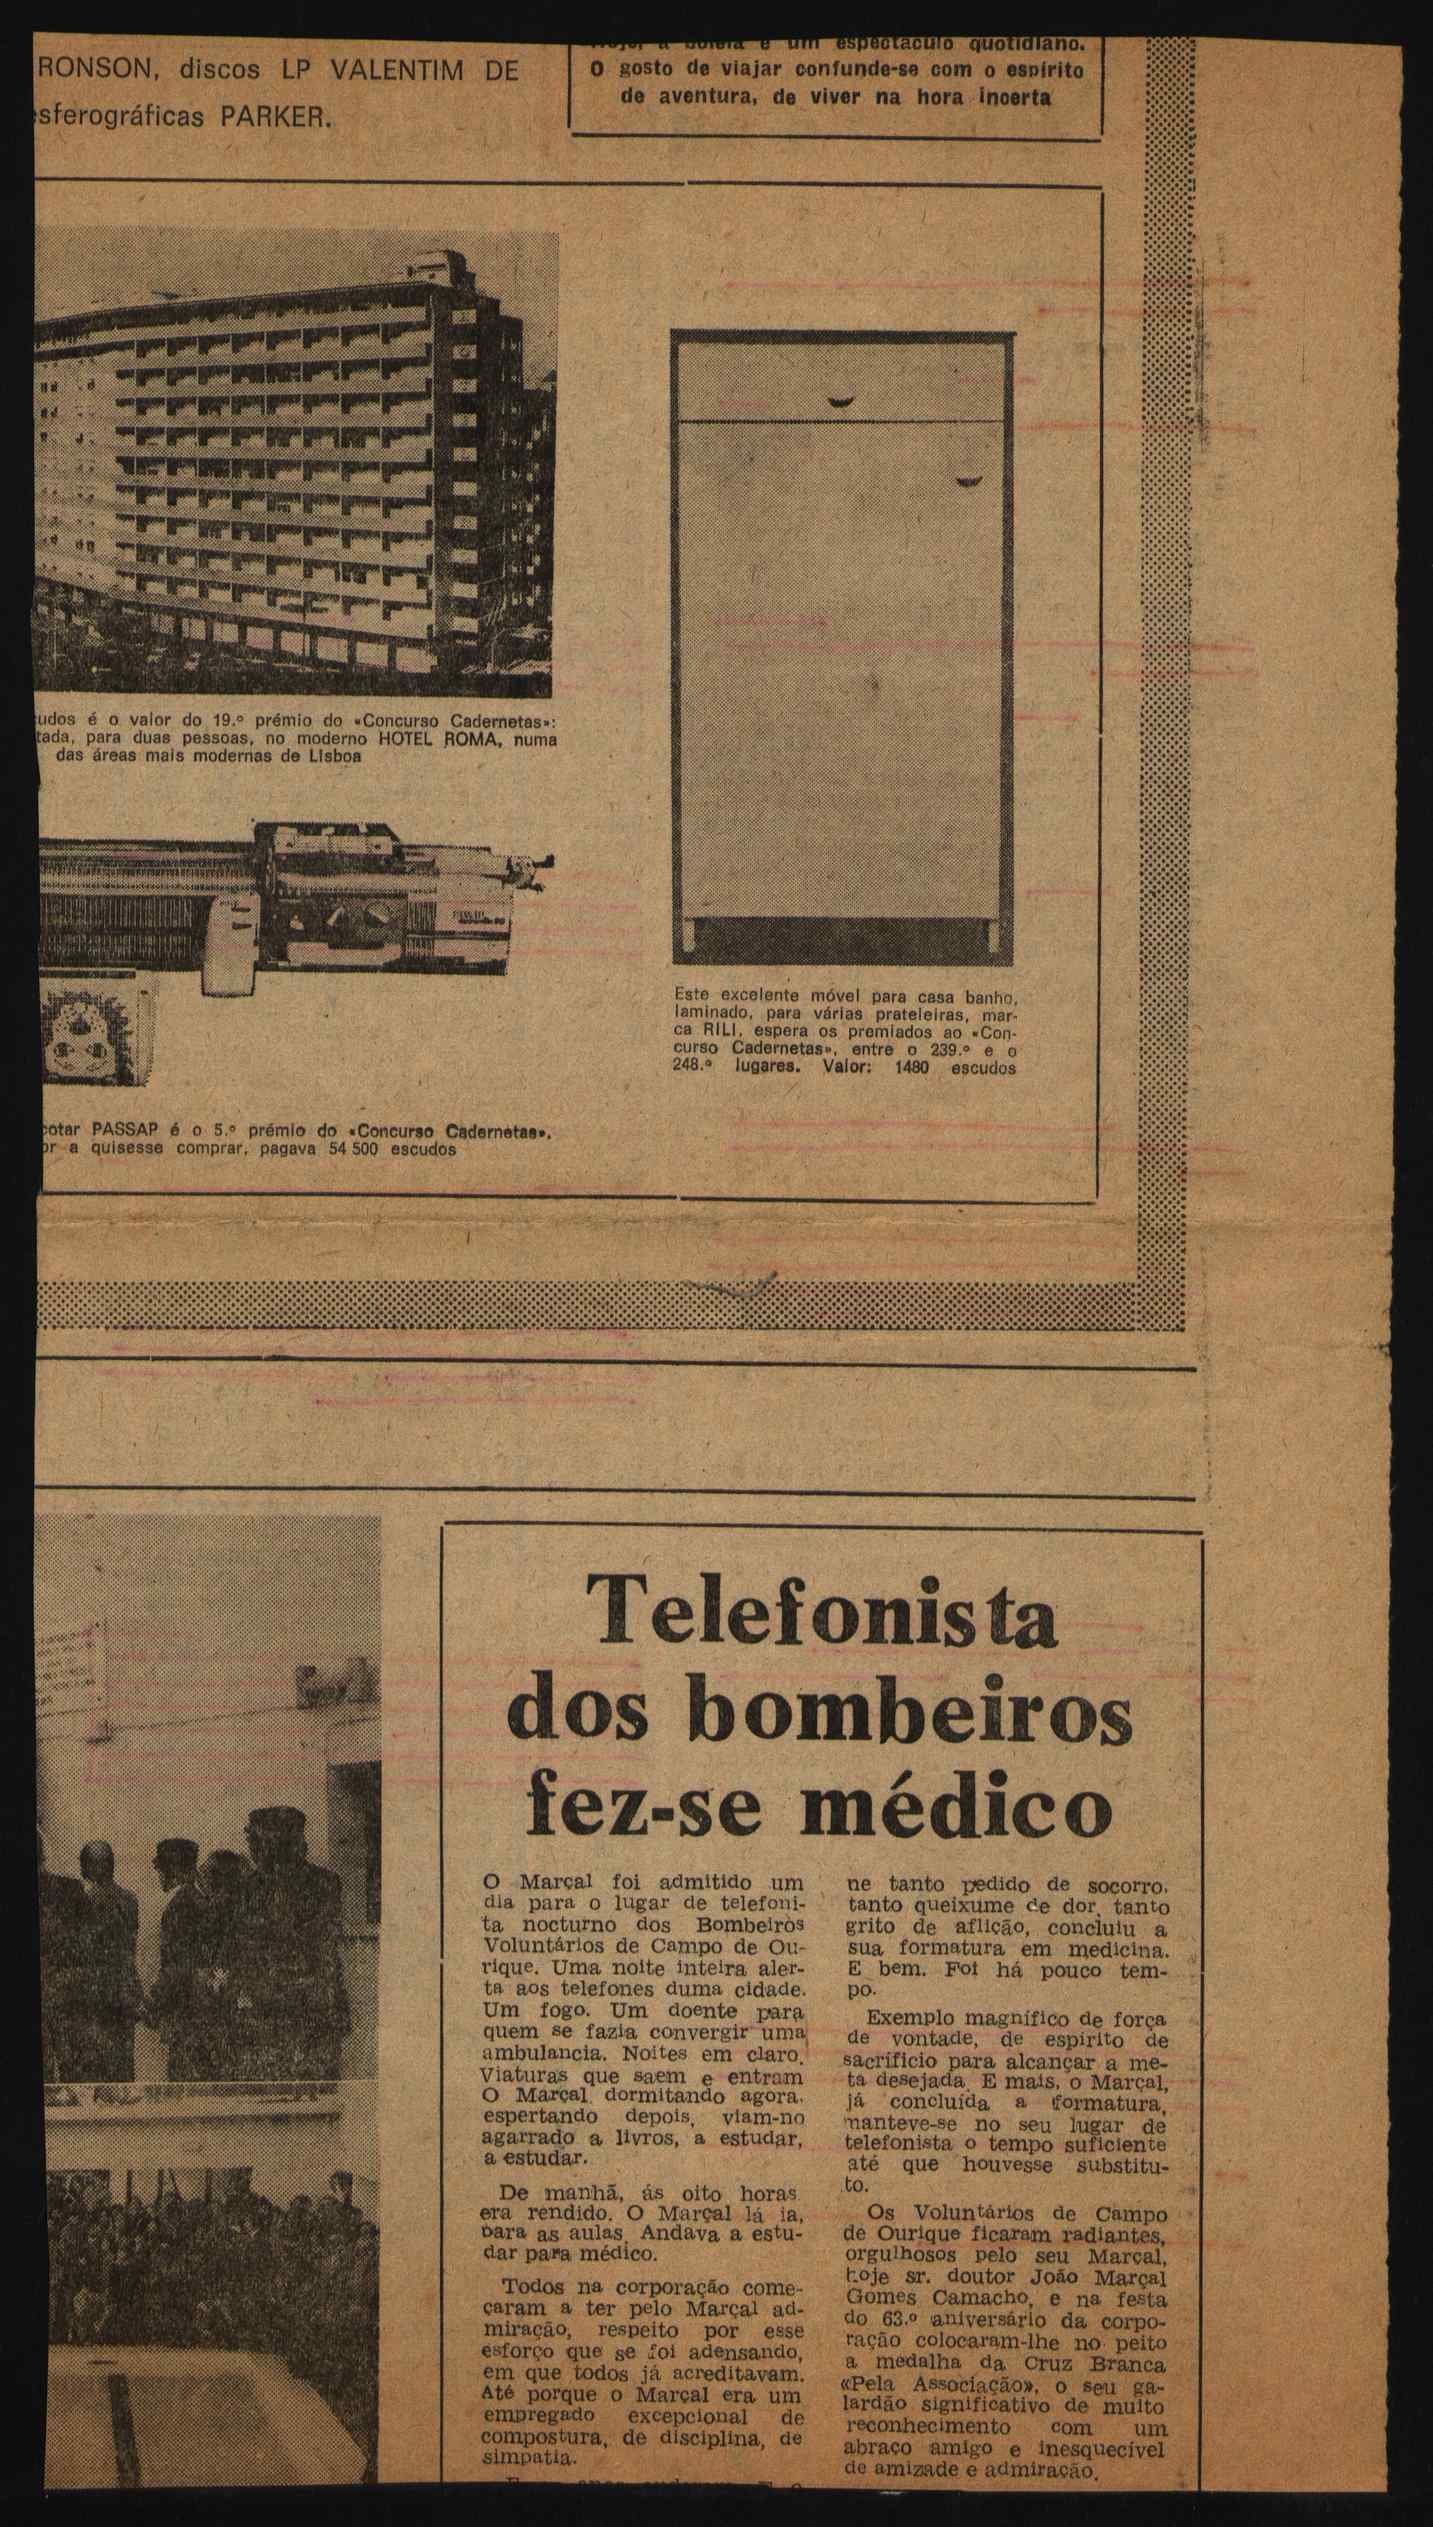 RONSON, discos LP VALENTIM DE
sferográficas PARKER.
Hoje, a boleia é um espectáculo quotidiano.
O gosto de viajar confunde-se com o espírito
de aventura, de viver na hora incerta
udos é o valor do 19.º prémio do «Concurso Cadernetas»:
tada, para duas pessoas, no moderno HOTEL ROMA, numa
das áreas mais modernas de Lisboa
Este excelente móvel para casa banho,
laminado, para várias prateleiras, mar-
ca RILI, espera os premiados ao «Con-
curso Cadernetas», entre o 239.º e o
248.º lugares. Valor: 1480 escudos
cotar PASSAP é o 5.º prémio do «Concurso Cadernetas».
or a quisesse comprar, pagava 54 500 escudos
Telefonista
dos bombeiros
fez-se médico
O Marçal foi admitido um
dia para o lugar de telefoni-
ta nocturno dos Bombeiros
Voluntários de Campo de Ou-
rique. Uma noite inteira aler-
ta aos telefones duma cidade.
Um fogo. Um doente para
quem se fazia convergir uma
ambulancia. Noites em claro.
Viaturas que saem e entram
O Marçal dormitando agora,
espertando depois, viam-no
agarrado a livros, a estudar,
a estudar.
De manhã, ás oito horas
era rendido. O Marçal lá ia,
para as aulas. Andava a estu-
dar para médico.
Todos na corporação come-
çaram a ter pelo Marçal ad-
miração, respeito por esse
esforço que se foi adensando,
em que todos já acreditavam.
Até porque o Marçal era um
empregado excepcional de
compostura, de disciplina, de
simpatia.
ne tanto pedido de socorro,
tanto queixume de dor, tanto
grito de aflição, concluiu a
sua formatura em medicina.
E bem. Foi há pouco tem-
po.
Exemplo magnífico de força
de vontade, de espírito de
sacrifício para alcançar a me-
ta desejada. E mais, o Marçal,
já concluída a formatura,
manteve-se no seu lugar de
telefonista o tempo suficiente
até que houvesse substitu-
to.
Os Voluntários de Campo
de Ourique ficaram radiantes,
orgulhosos pelo seu Marçal,
hoje sr. doutor João Marçal
Gomes Camacho, e na festa
do 63.º aniversário da corpo-
ração colocaram-lhe no peito
a medalha da Cruz Branca
«Pela Associação», o seu ga-
lardão significativo de muito
reconhecimento com um
abraço amigo e inesquecível
de amizade e admiração.